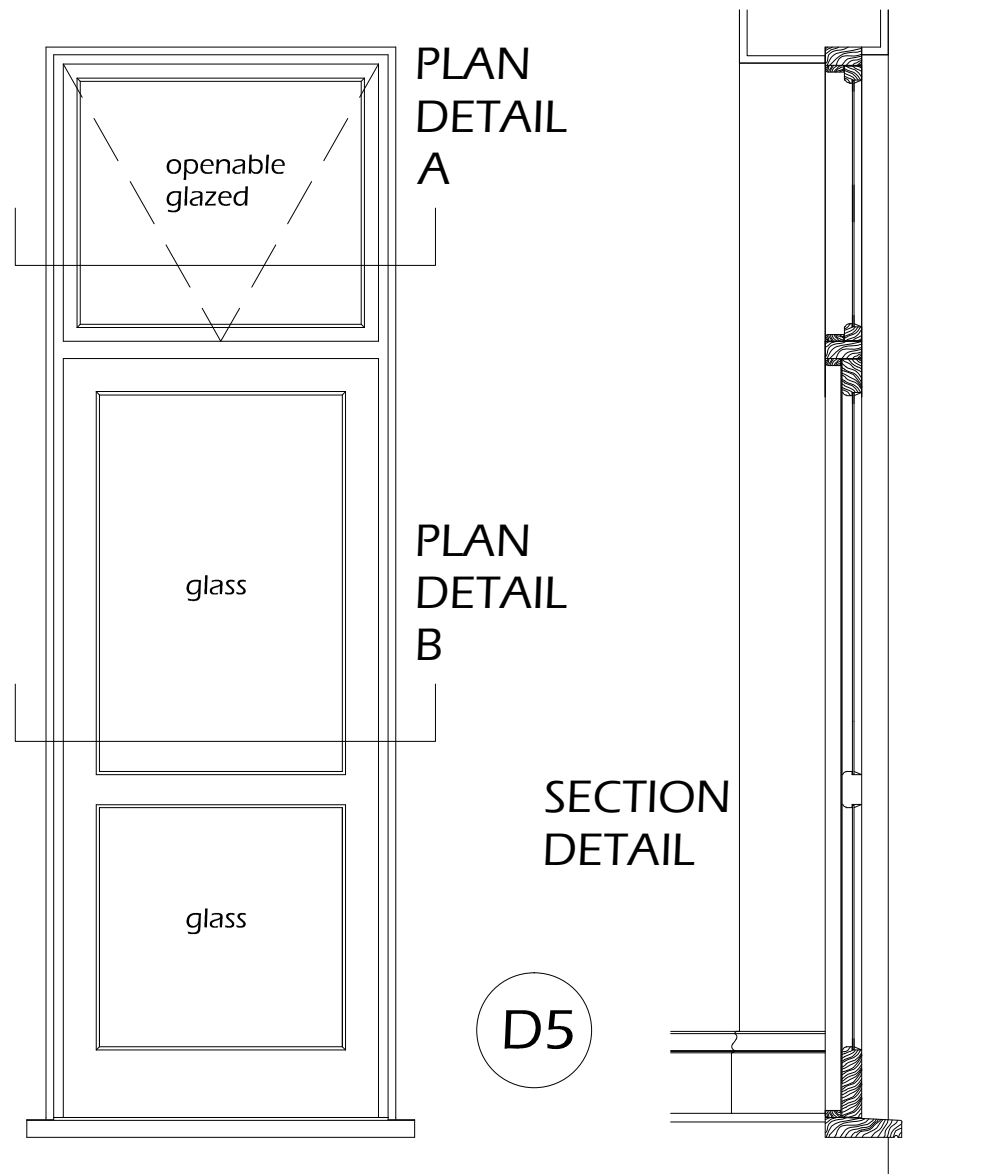 PLAN
DETAIL
A
openable
glazed
PLAN
DETAIL
B
glass
SECTION
DETAIL
glass
D5